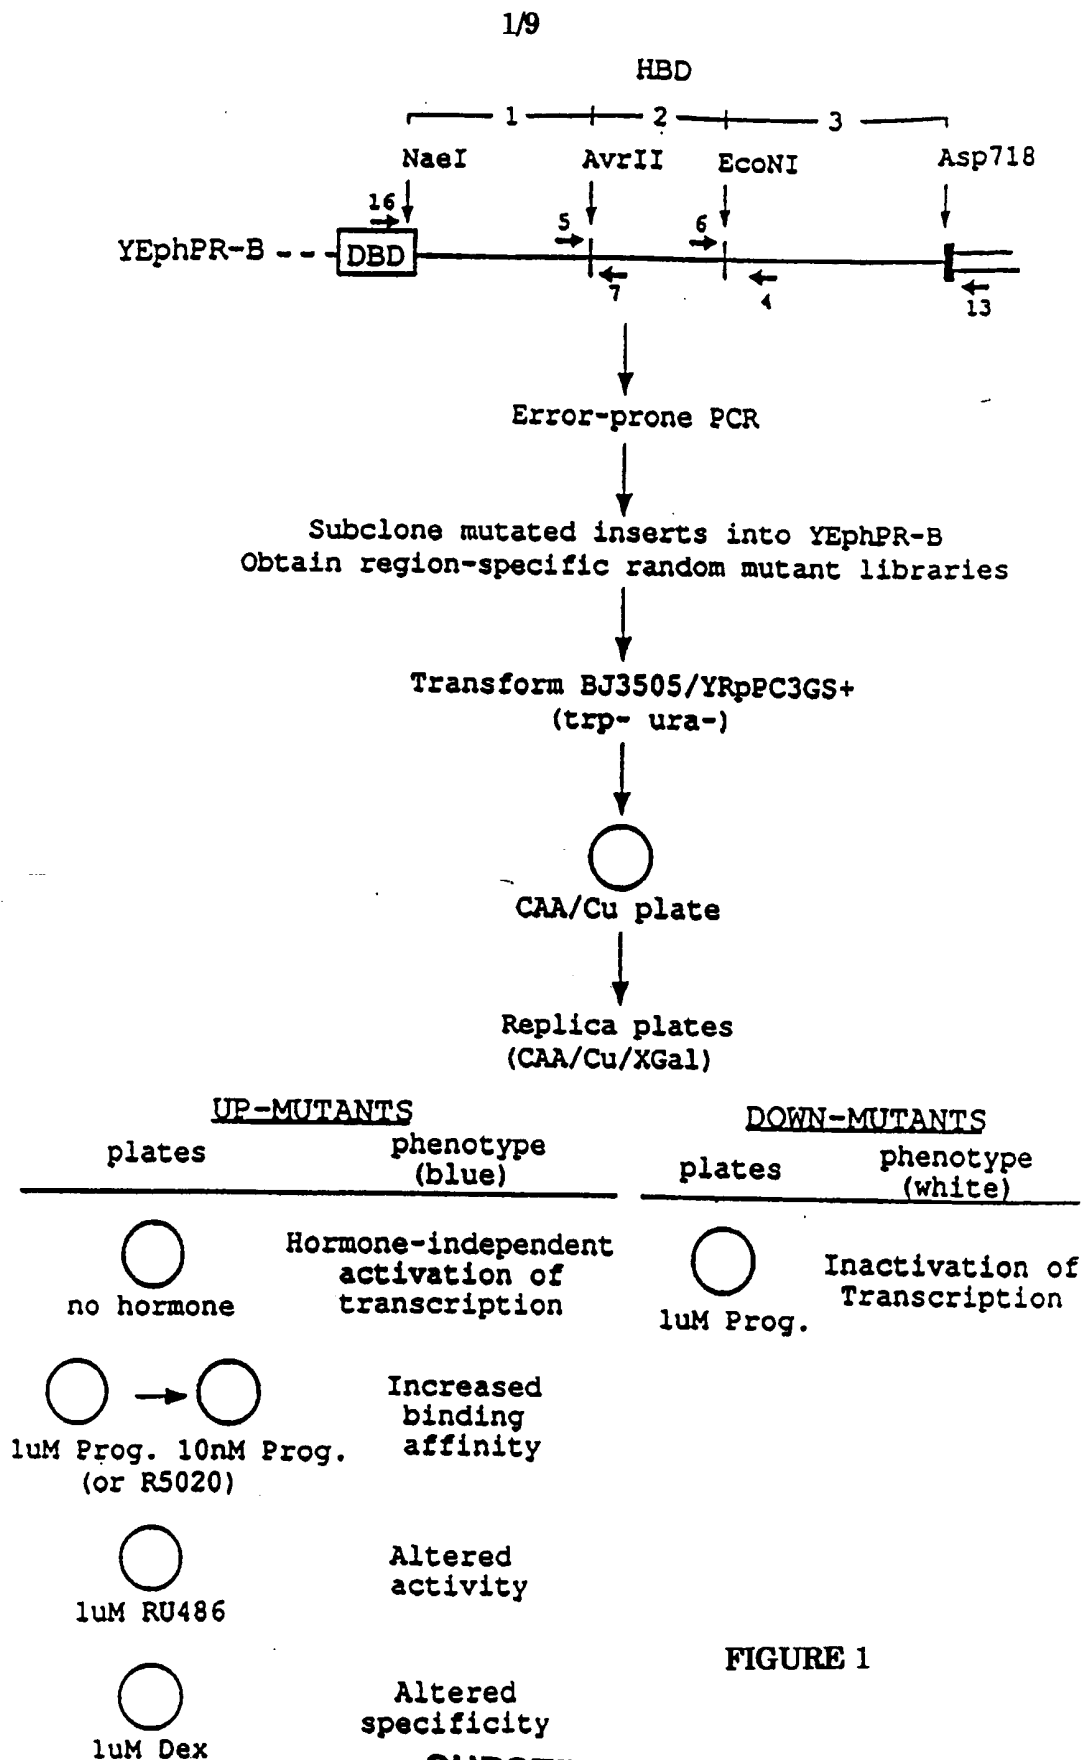 1/9
HBD
1 2 3
NaeI AvrII EcoNI Asp718
16 5 6
YEphPR-B DBD
7 4 13
Error-prone PCR
Subclone mutated inserts into YEphPR-B
Obtain region-specific random mutant libraries
Transform BJ3505/YRpPC3GS+
(trp- ura-)
CAA/Cu plate
Replica plates
(CAA/Cu/XGal)
UP-MUTANTS
plates phenotype
(blue)
Hormone-independent
activation of
transcription
no hormone
Increased
binding
affinity
1uM Prog. 10nM Prog.
(or R5020)
Altered
activity
1uM RU486
Altered
specificity
1uM Dex
DOWN-MUTANTS
plates phenotype
(white)
Inactivation of
Transcription
1uM Prog.
FIGURE 1